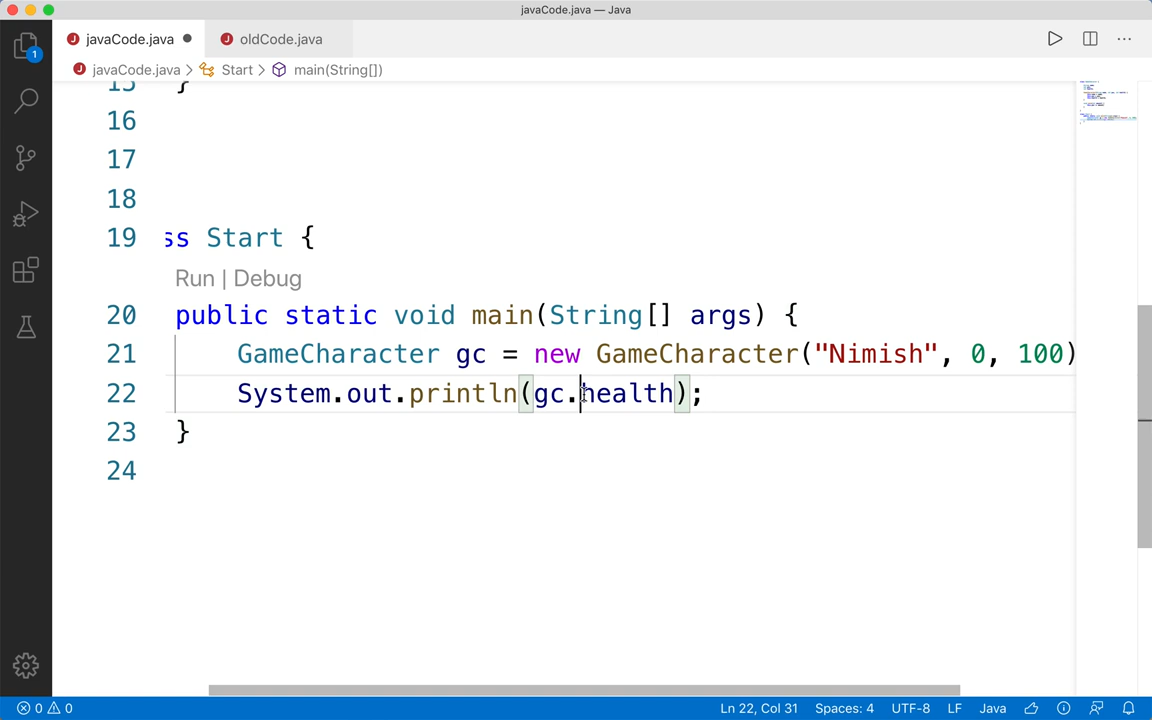 javaCode.java — Java
javaCode.java
oldCode.java
javaCode.java > Start > main(String[])
1
15 }
16
17
18
19 ss Start {
Run | Debug
20 public static void main(String[] args) {
21 GameCharacter gc = new GameCharacter("Nimish", 0, 100)
22 System.out.println(gc.health);
23 }
24
0 0 Ln 22, Col 31 Spaces: 4 UTF-8 LF Java